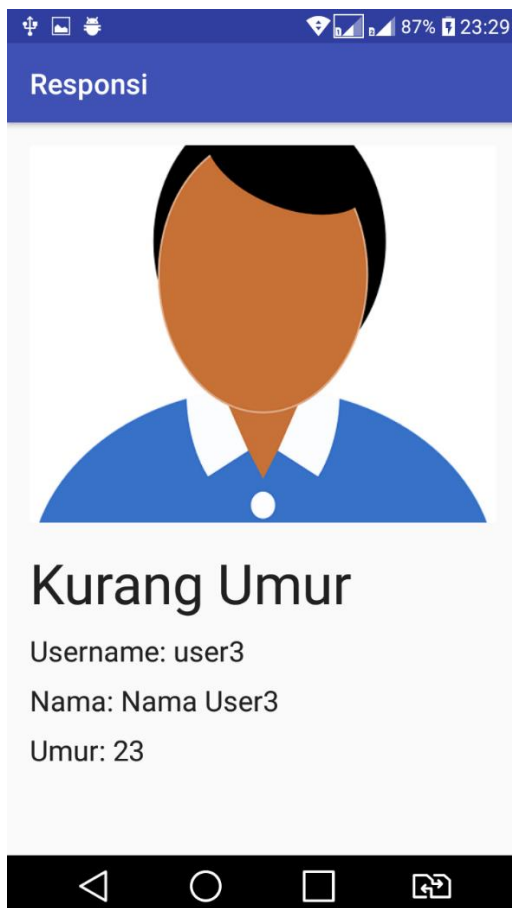 87% 23:29
Responsi
Kurang Umur
Username: user3
Nama: Nama User3
Umur: 23